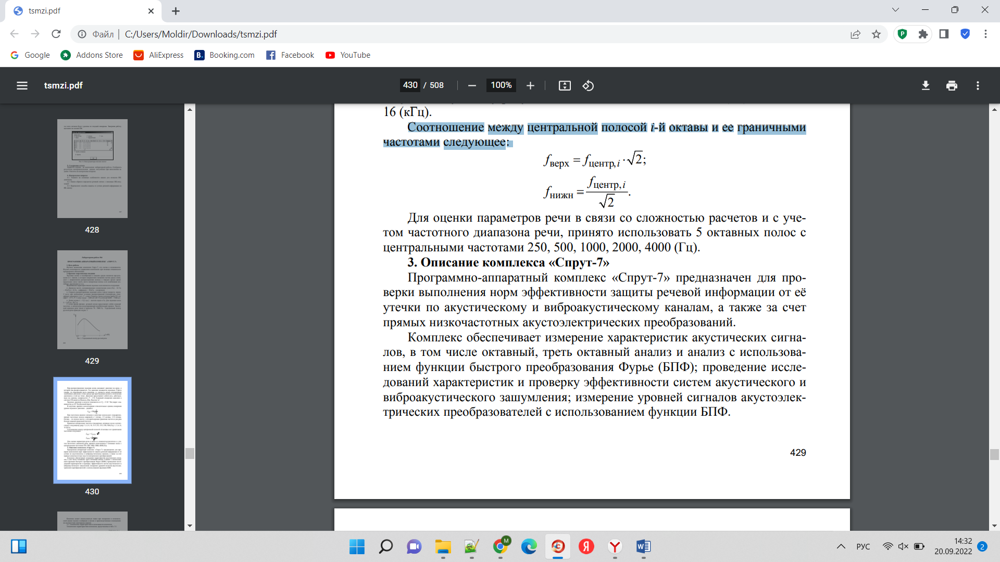 tsmzi.pdf
Файл | C:/Users/Moldir/Downloads/tsmzi.pdf
Google Addons Store AliExpress Booking.com Facebook YouTube
tsmzi.pdf 430 / 508 100%
428
429
430
16 (кГц).
Соотношение между центральной полосой i-й октавы и ее граничными
частотами следующее:
fверх = fцентр,i · √2;
fнижн = fцентр,i / √2.
Для оценки параметров речи в связи со сложностью расчетов и с уче-
том частотного диапазона речи, принято использовать 5 октавных полос с
центральными частотами 250, 500, 1000, 2000, 4000 (Гц).
3. Описание комплекса «Спрут-7»
Программно-аппаратный комплекс «Спрут-7» предназначен для про-
верки выполнения норм эффективности защиты речевой информации от её
утечки по акустическому и виброакустическому каналам, а также за счет
прямых низкочастотных акустоэлектрических преобразований.
Комплекс обеспечивает измерение характеристик акустических сигна-
лов, в том числе октавный, треть октавный анализ и анализ с использова-
нием функции быстрого преобразования Фурье (БПФ); проведение иссле-
дований характеристик и проверку эффективности систем акустического и
виброакустического зашумления; измерение уровней сигналов акустоэлек-
трических преобразователей с использованием функции БПФ.
429
РУС
14:32
20.09.2022
2